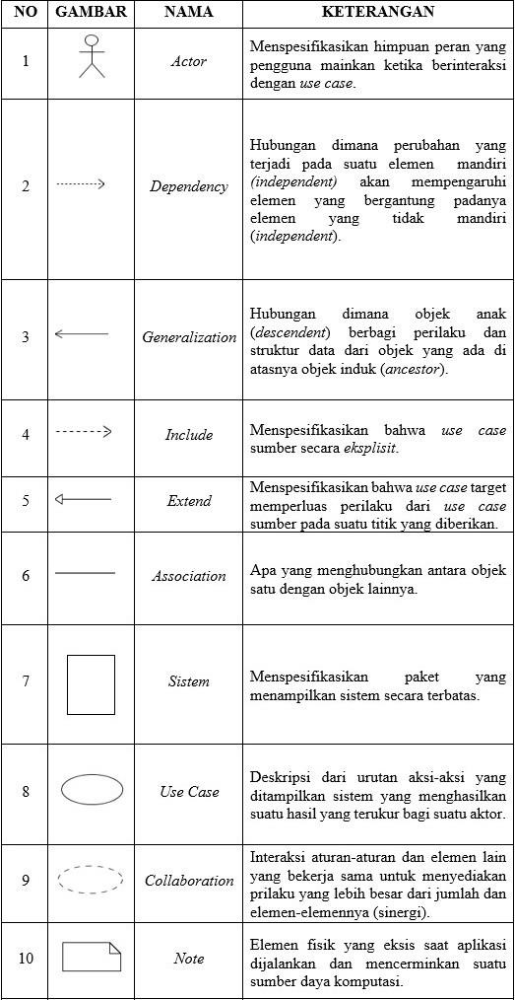 NO GAMBAR NAMA KETERANGAN
1 Actor Menspesifikasikan himpuan peran yang
pengguna mainkan ketika berinteraksi
dengan use case.
2 Dependency Hubungan dimana perubahan yang
terjadi pada suatu elemen mandiri
(independent) akan mempengaruhi
elemen yang bergantung padanya
elemen yang tidak mandiri
(independent).
3 Generalization Hubungan dimana objek anak
(descendent) berbagi perilaku dan
struktur data dari objek yang ada di
atasnya objek induk (ancestor).
4 Include Menspesifikasikan bahwa use case
sumber secara eksplisit.
5 Extend Menspesifikasikan bahwa use case target
memperluas perilaku dari use case
sumber pada suatu titik yang diberikan.
6 Association Apa yang menghubungkan antara objek
satu dengan objek lainnya.
7 Sistem Menspesifikasikan paket yang
menampilkan sistem secara terbatas.
8 Use Case Deskripsi dari urutan aksi-aksi yang
ditampilkan sistem yang menghasilkan
suatu hasil yang terukur bagi suatu aktor.
9 Collaboration Interaksi aturan-aturan dan elemen lain
yang bekerja sama untuk menyediakan
prilaku yang lebih besar dari jumlah dan
elemen-elemennya (sinergi).
10 Note Elemen fisik yang eksis saat aplikasi
dijalankan dan mencerminkan suatu
sumber daya komputasi.